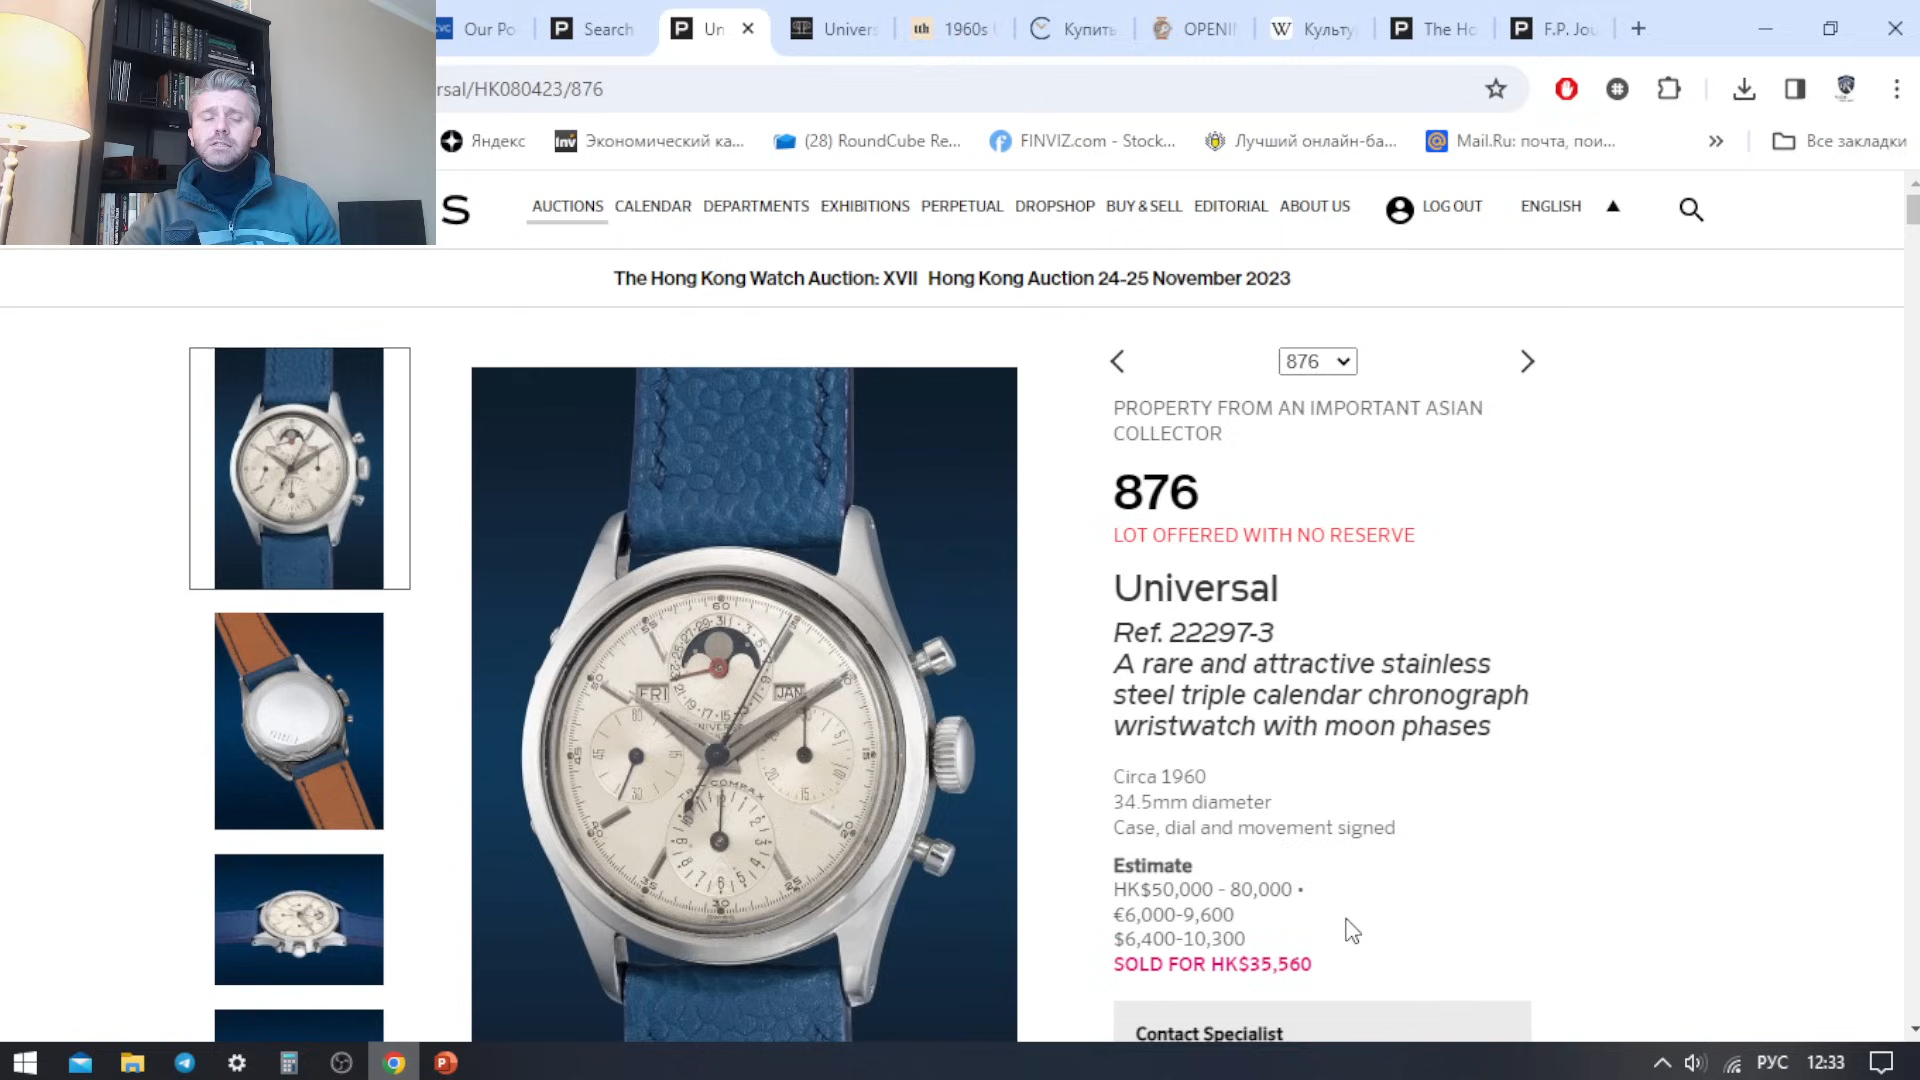 Our Po
Search
Un
Univers
1960s
Купить
OPENI
Культу
The Ho
F.P. Jou
rsal/HK080423/876
Яндекс
Экономический ка...
(28) RoundCube Re...
FINVIZ.com - Stock...
Лучший онлайн-ба...
Mail.Ru: почта, пои...
Все закладки
S
AUCTIONS
CALENDAR
DEPARTMENTS
EXHIBITIONS
PERPETUAL
DROPSHOP
BUY & SELL
EDITORIAL
ABOUT US
LOG OUT
ENGLISH
The Hong Kong Watch Auction: XVII Hong Kong Auction 24-25 November 2023
876
PROPERTY FROM AN IMPORTANT ASIAN
COLLECTOR
876
LOT OFFERED WITH NO RESERVE
Universal
Ref. 22297-3
A rare and attractive stainless
steel triple calendar chronograph
wristwatch with moon phases
Circa 1960
34.5mm diameter
Case, dial and movement signed
Estimate
HK$50,000 - 80,000 •
€6,000-9,600
$6,400-10,300
SOLD FOR HK$35,560
Contact Specialist
FRI
JAN
TRI-COMPAX
РУС
12:33